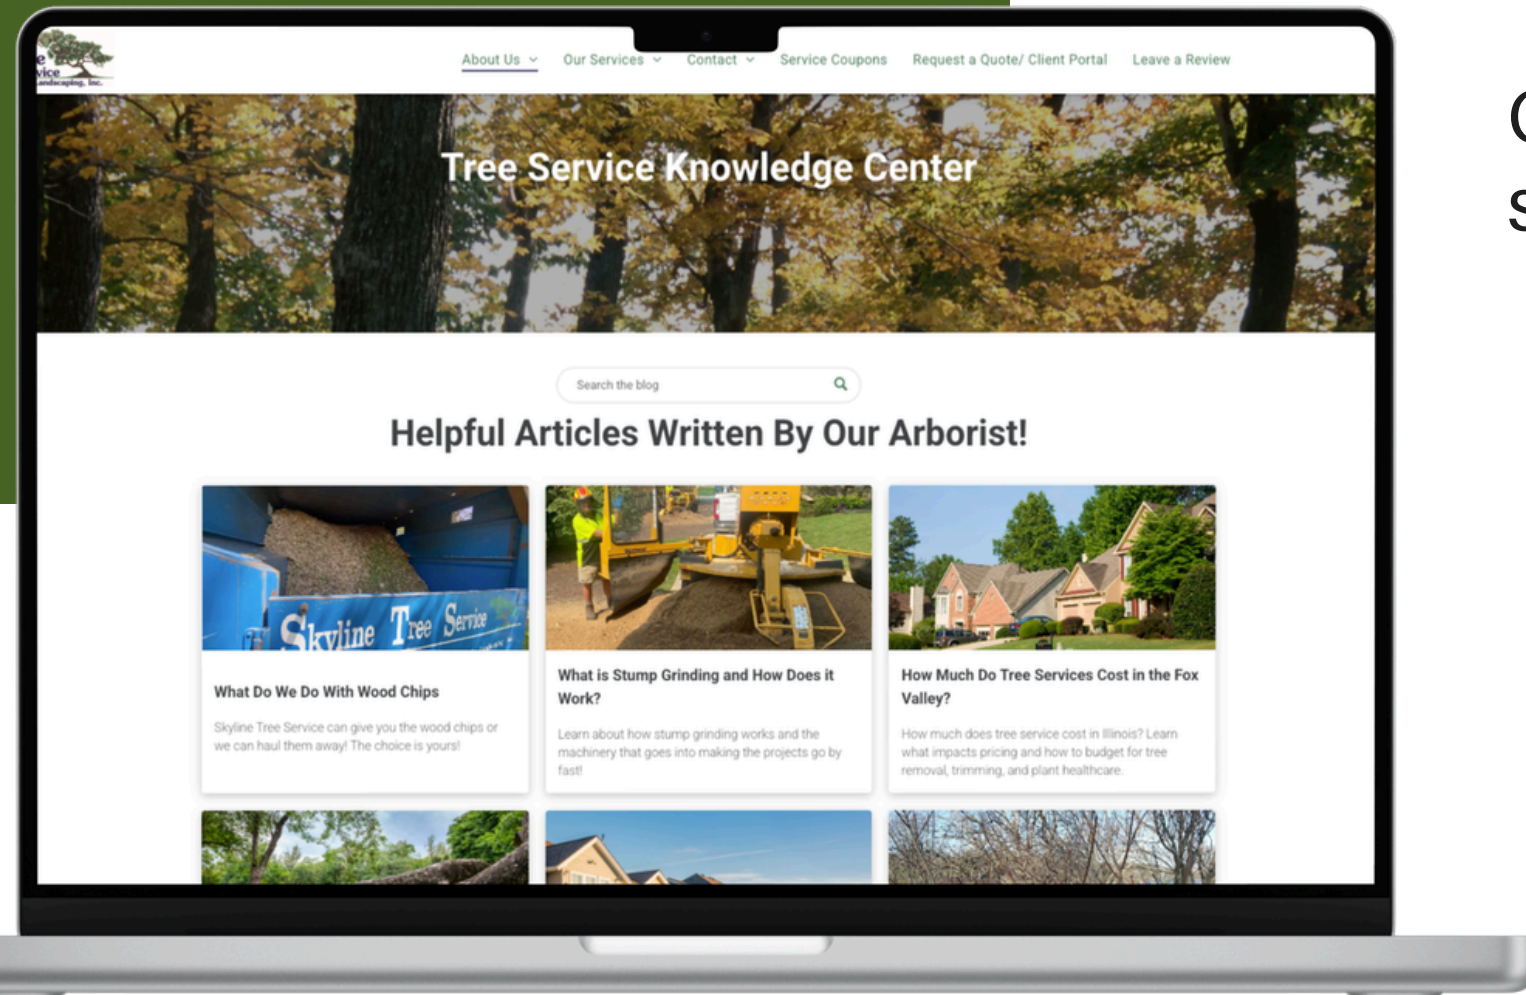 e
vice
andscaping, Inc.
About Us
Our Services
Contact
Service Coupons
Request a Quote/ Client Portal
Leave a Review
Tree Service Knowledge Center
Search the blog
Helpful Articles Written By Our Arborist!
Skyline Tree Service
What Do We Do With Wood Chips
Skyline Tree Service can give you the wood chips or
we can haul them away! The choice is yours!
What is Stump Grinding and How Does it
Work?
Learn about how stump grinding works and the
machinery that goes into making the projects go by
fast!
How Much Do Tree Services Cost in the Fox
Valley?
How much does tree service cost in Illinois? Learn
what impacts pricing and how to budget for tree
removal, trimming, and plant healthcare.